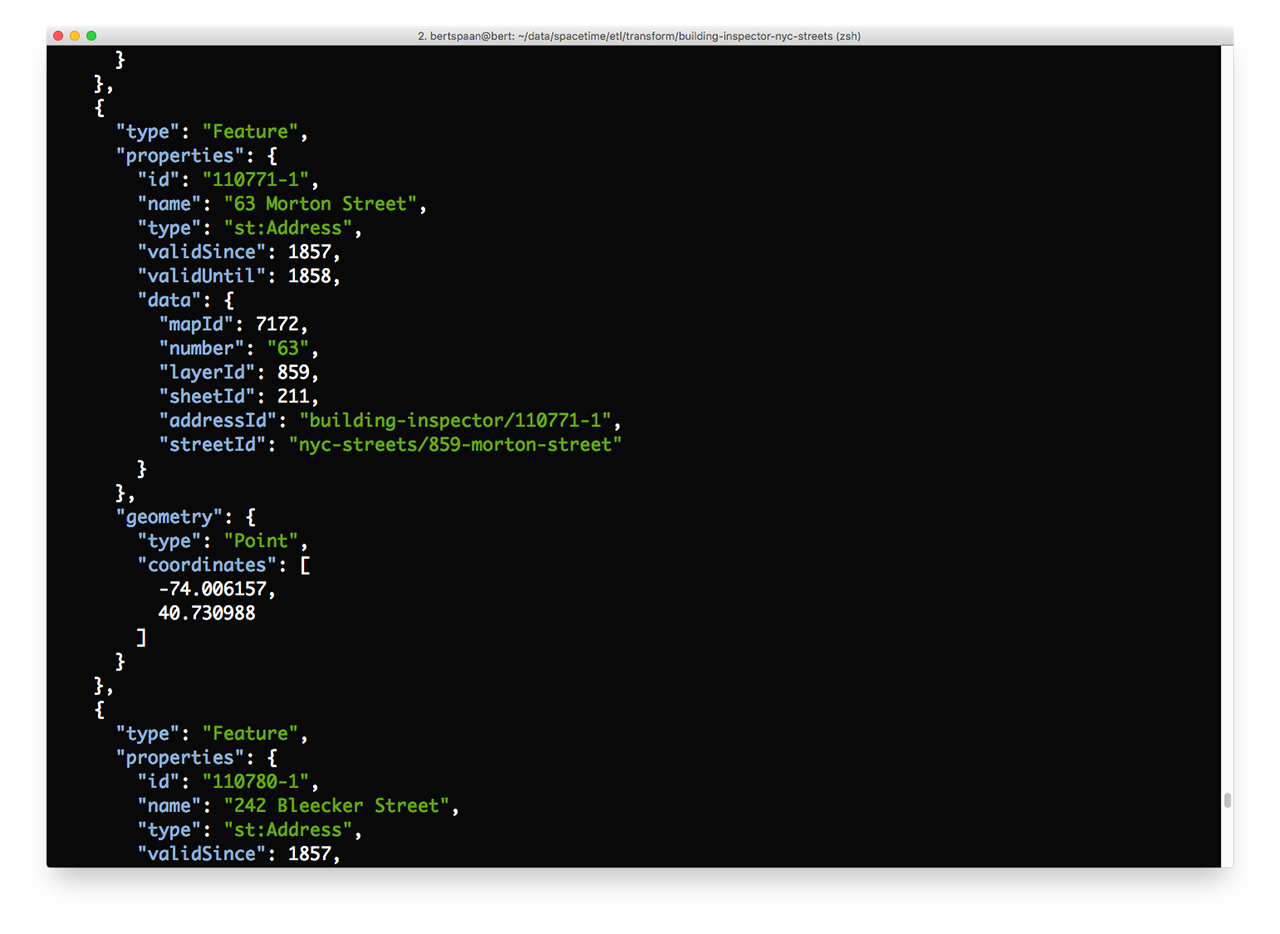 2. bertspaan@bert: ~/data/spacetime/etl/transform/building-inspector-nyc-streets (zsh)
      }
    },
    {
      "type": "Feature",
      "properties": {
        "id": "110771-1",
        "name": "63 Morton Street",
        "type": "st:Address",
        "validSince": 1857,
        "validUntil": 1858,
        "data": {
          "mapId": 7172,
          "number": "63",
          "layerId": 859,
          "sheetId": 211,
          "addressId": "building-inspector/110771-1",
          "streetId": "nyc-streets/859-morton-street"
        }
      },
      "geometry": {
        "type": "Point",
        "coordinates": [
          -74.006157,
          40.730988
        ]
      }
    },
    {
      "type": "Feature",
      "properties": {
        "id": "110780-1",
        "name": "242 Bleecker Street",
        "type": "st:Address",
        "validSince": 1857,